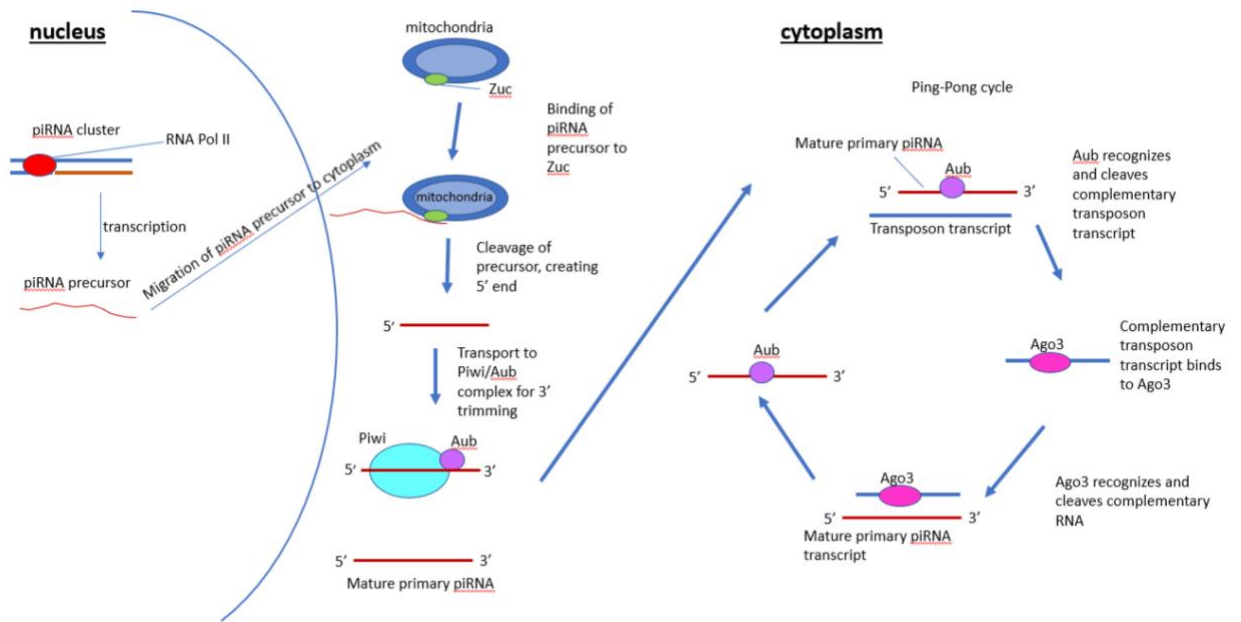 nucleus
piRNA cluster
RNA Pol II
transcription
piRNA precursor
Migration of piRNA precursor to cytoplasm
mitochondria
Zuc
Binding of
piRNA
precursor to
Zuc
mitochondria
Cleavage of
precursor, creating
5’ end
5’
Transport to
Piwi/Aub
complex for 3’
trimming
Piwi
Aub
5’
3’
5’
3’
Mature primary piRNA
cytoplasm
Ping-Pong cycle
Mature primary piRNA
Aub
5’
3’
Transposon transcript
Aub recognizes
and cleaves
complementary
transposon
transcript
Ago3
Complementary
transposon
transcript binds
to Ago3
Ago3 recognizes and
cleaves complementary
RNA
Ago3
5’
3’
Mature primary piRNA
transcript
Aub
5’
3’